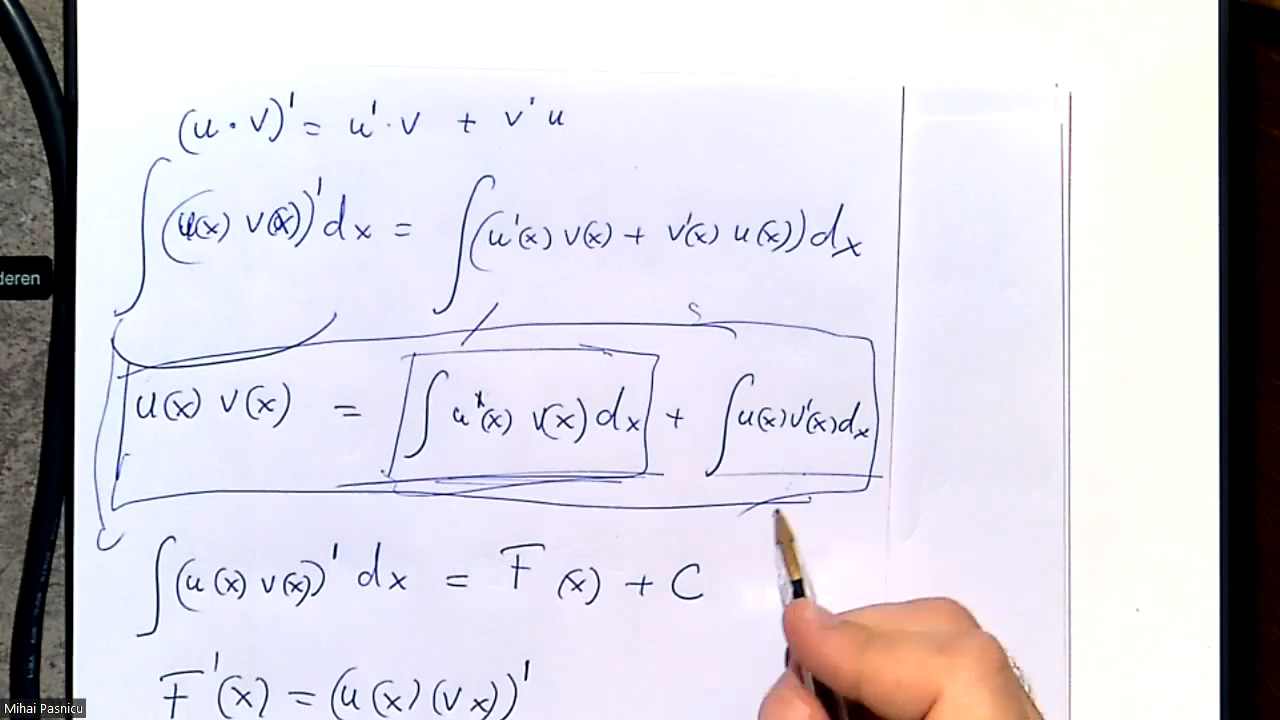 (u · v)' = u' · v + v' u
∫(u(x) v(x))' dx = ∫(u'(x) v(x) + v'(x) u(x)) dx
deren
u(x) v(x) = ∫ u'(x) v(x) dx + ∫ u(x) v'(x) dx
∫(u(x) v(x))' dx = F(x) + C
F'(x) = (u(x) (v x))'
Mihai Pasnicu